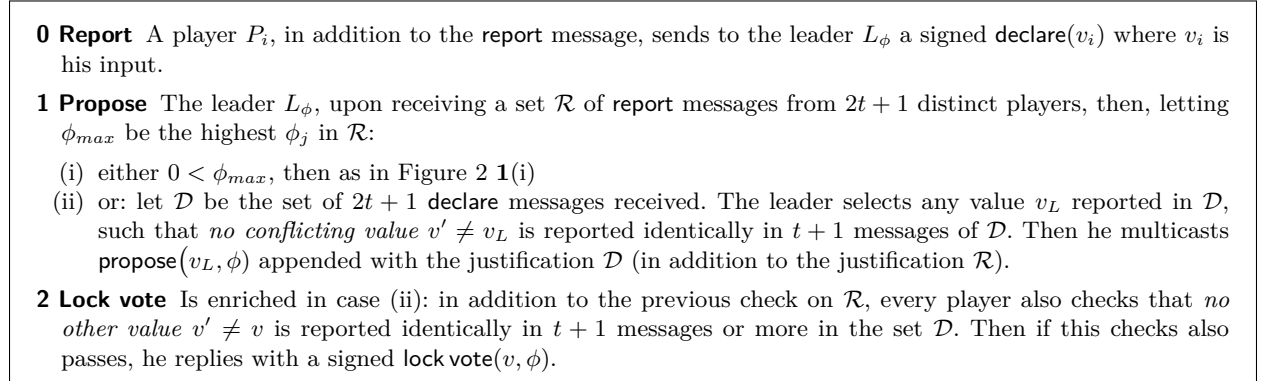 0 Report A player P_i, in addition to the report message, sends to the leader L_ϕ a signed declare(v_i) where v_i is
his input.
1 Propose The leader L_ϕ, upon receiving a set ℛ of report messages from 2t + 1 distinct players, then, letting
ϕ_max be the highest ϕ_j in ℛ:
(i) either 0 < ϕ_max, then as in Figure 2 1(i)
(ii) or: let 𝒟 be the set of 2t + 1 declare messages received. The leader selects any value v_L reported in 𝒟,
such that no conflicting value v′ ≠ v_L is reported identically in t + 1 messages of 𝒟. Then he multicasts
propose(v_L, ϕ) appended with the justification 𝒟 (in addition to the justification ℛ).
2 Lock vote Is enriched in case (ii): in addition to the previous check on ℛ, every player also checks that no
other value v′ ≠ v is reported identically in t + 1 messages or more in the set 𝒟. Then if this checks also
passes, he replies with a signed lock vote(v, ϕ).